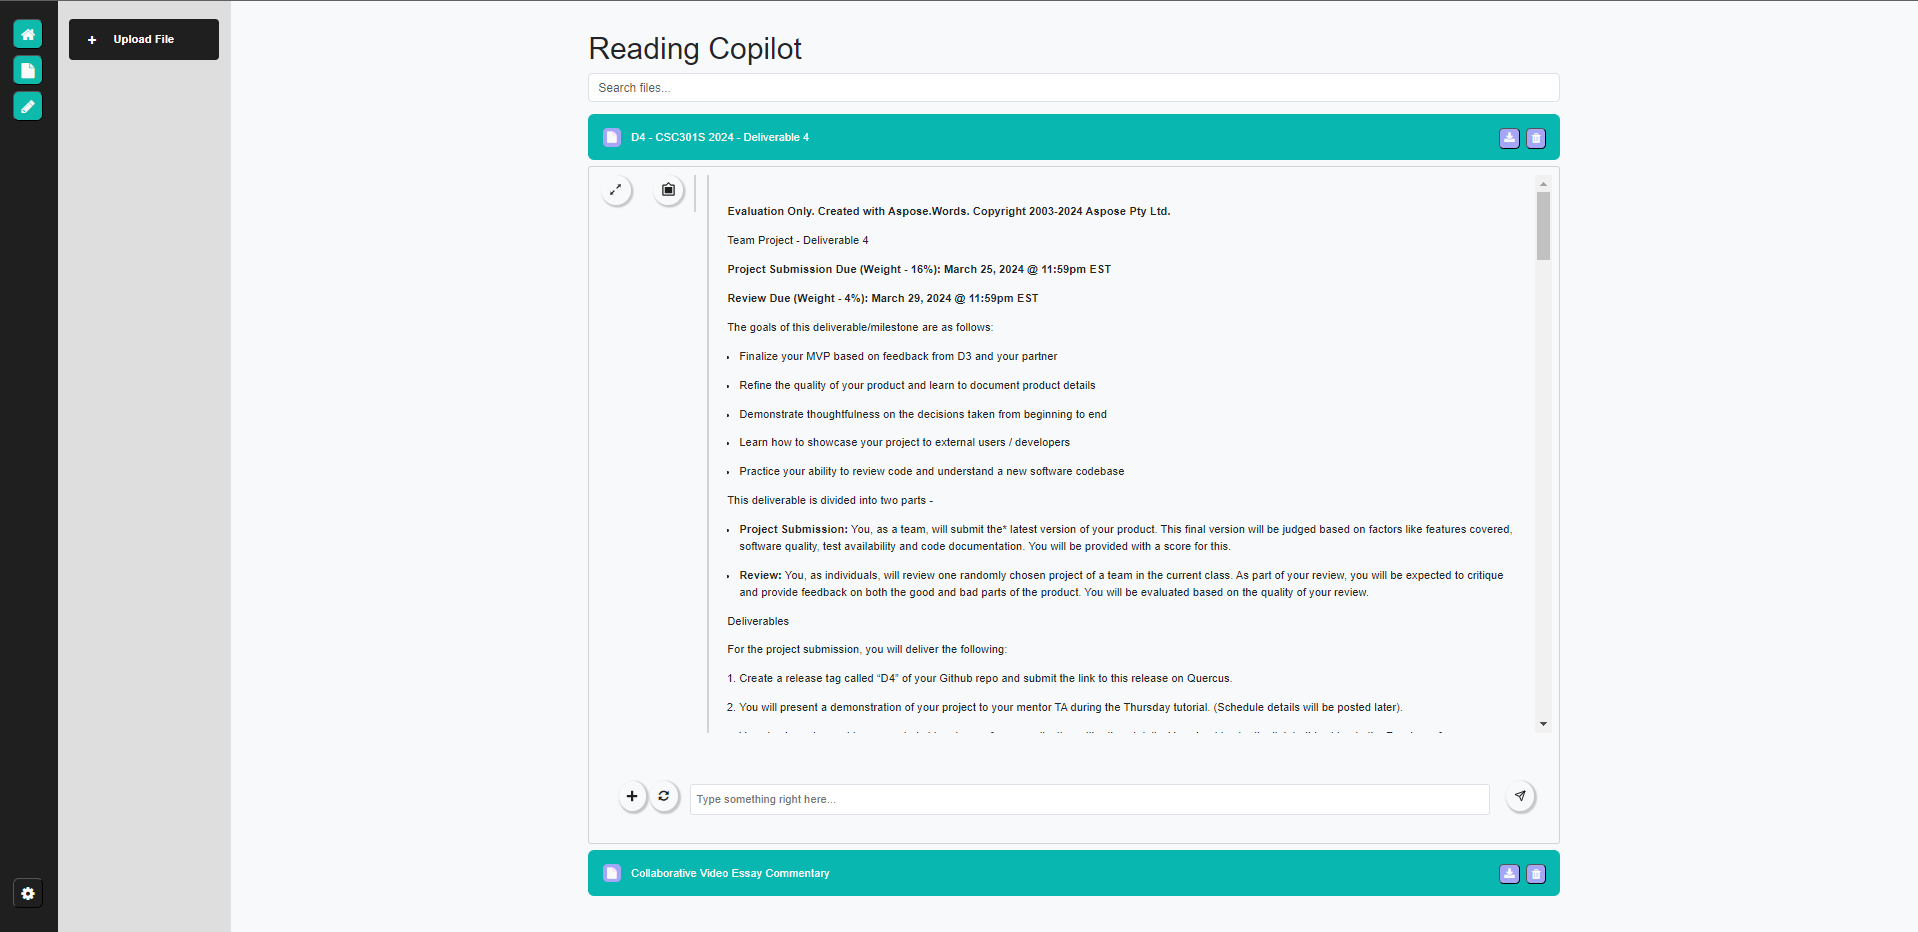 + Upload File
Reading Copilot
Search files...
D4 - CSC301S 2024 - Deliverable 4
Evaluation Only. Created with Aspose.Words. Copyright 2003-2024 Aspose Pty Ltd.
Team Project - Deliverable 4
Project Submission Due (Weight - 16%): March 25, 2024 @ 11:59pm EST
Review Due (Weight - 4%): March 29, 2024 @ 11:59pm EST
The goals of this deliverable/milestone are as follows:
• Finalize your MVP based on feedback from D3 and your partner
• Refine the quality of your product and learn to document product details
• Demonstrate thoughtfulness on the decisions taken from beginning to end
• Learn how to showcase your project to external users / developers
• Practice your ability to review code and understand a new software codebase
This deliverable is divided into two parts -
• Project Submission: You, as a team, will submit the* latest version of your product. This final version will be judged based on factors like features covered,
software quality, test availability and code documentation. You will be provided with a score for this.
• Review: You, as individuals, will review one randomly chosen project of a team in the current class. As part of your review, you will be expected to critique
and provide feedback on both the good and bad parts of the product. You will be evaluated based on the quality of your review.
Deliverables
For the project submission, you will deliver the following:
1. Create a release tag called “D4” of your Github repo and submit the link to this release on Quercus.
2. You will present a demonstration of your project to your mentor TA during the Thursday tutorial. (Schedule details will be posted later).
Type something right here...
Collaborative Video Essay Commentary